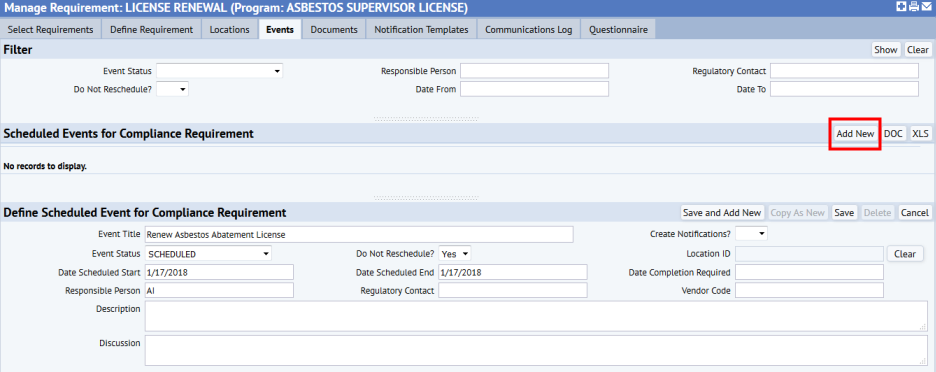 Manage Requirement: LICENSE RENEWAL (Program: ASBESTOS SUPERVISOR LICENSE)
Select Requirements Define Requirement Locations Events Documents Notification Templates Communications Log Questionnaire
Filter Show Clear
Event Status Responsible Person Regulatory Contact
Do Not Reschedule? Date From Date To
Scheduled Events for Compliance Requirement Add New DOC XLS
No records to display.
Define Scheduled Event for Compliance Requirement Save and Add New Copy As New Save Delete Cancel
Event Title Renew Asbestos Abatement License Create Notifications?
Event Status SCHEDULED Do Not Reschedule? Yes Location ID Clear
Date Scheduled Start 1/17/2018 Date Scheduled End 1/17/2018 Date Completion Required
Responsible Person AI Regulatory Contact Vendor Code
Description
Discussion